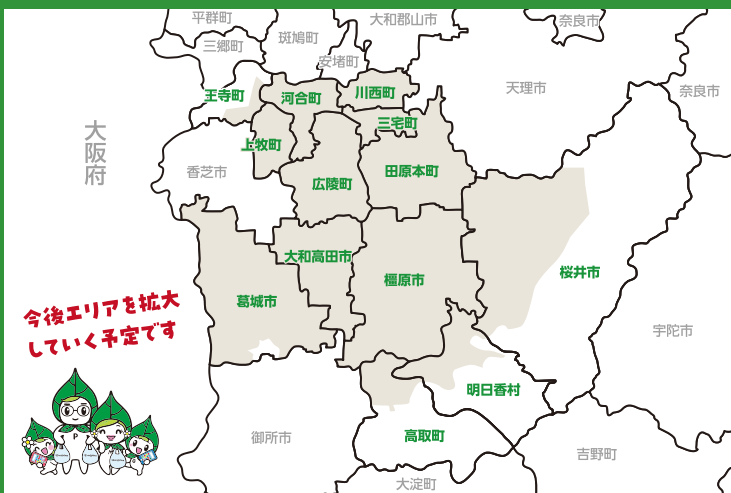 平群町
斑鳩町
大和郡山市
奈良市
三郷町
安堵町
天理市
奈良市
王寺町
河合町
川西町
三宅町
大阪府
上牧町
香芝市
広陵町
田原本町
大和高田市
橿原市
桜井市
葛城市
今後エリアを拡大
していく予定です
宇陀市
明日香村
御所市
高取町
吉野町
大淀町
P